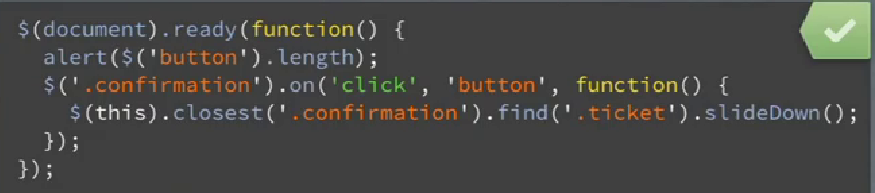 $(document).ready(function() {
  alert($('button').length);
  $('.confirmation').on('click', 'button', function() {
    $(this).closest('.confirmation').find('.ticket').slideDown();
  });
});